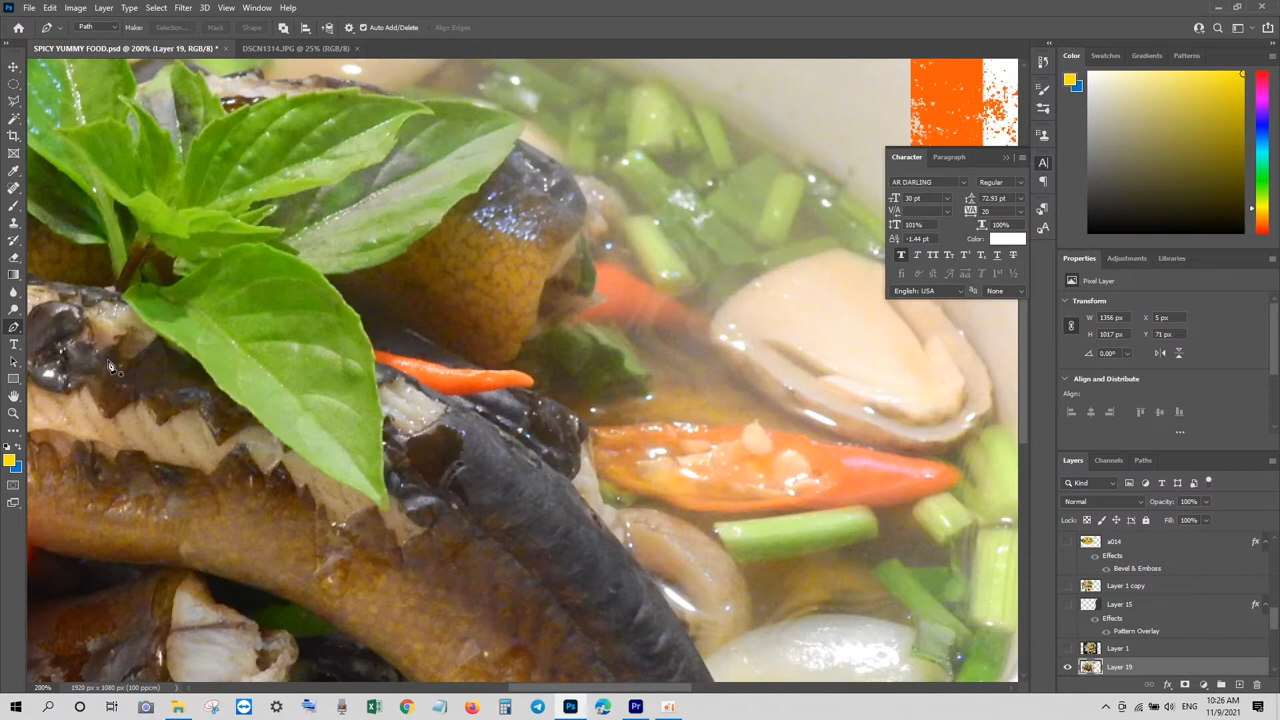 File Edit Image Layer Type Select Filter 3D View Window Help
Path Make: Selection... Mask Shape Auto Add/Delete Align Edges
SPICY YUMMY FOOD.psd @ 200% (Layer 19, RGB/8) * DSCN1314.JPG @ 25% (RGB/8)
Color Swatches Gradients Patterns
Character Paragraph
AR DARLING Regular
30 pt 72.93 pt
20
101% 100%
-1.44 pt Color:
English: USA None
Properties Adjustments Libraries
Pixel Layer
Transform
W 1356 px X 5 px
H 1017 px Y 71 px
0.00°
Align and Distribute
Align:
Layers Channels Paths
Kind
Normal Opacity: 100%
Lock: Fill: 100%
a014 fx
Effects
Bevel & Emboss
Layer 1 copy
Layer 15 fx
Effects
Pattern Overlay
Layer 1
Layer 19
200% 1920 px x 1080 px (100 ppcm)
10:26 AM
11/9/2021